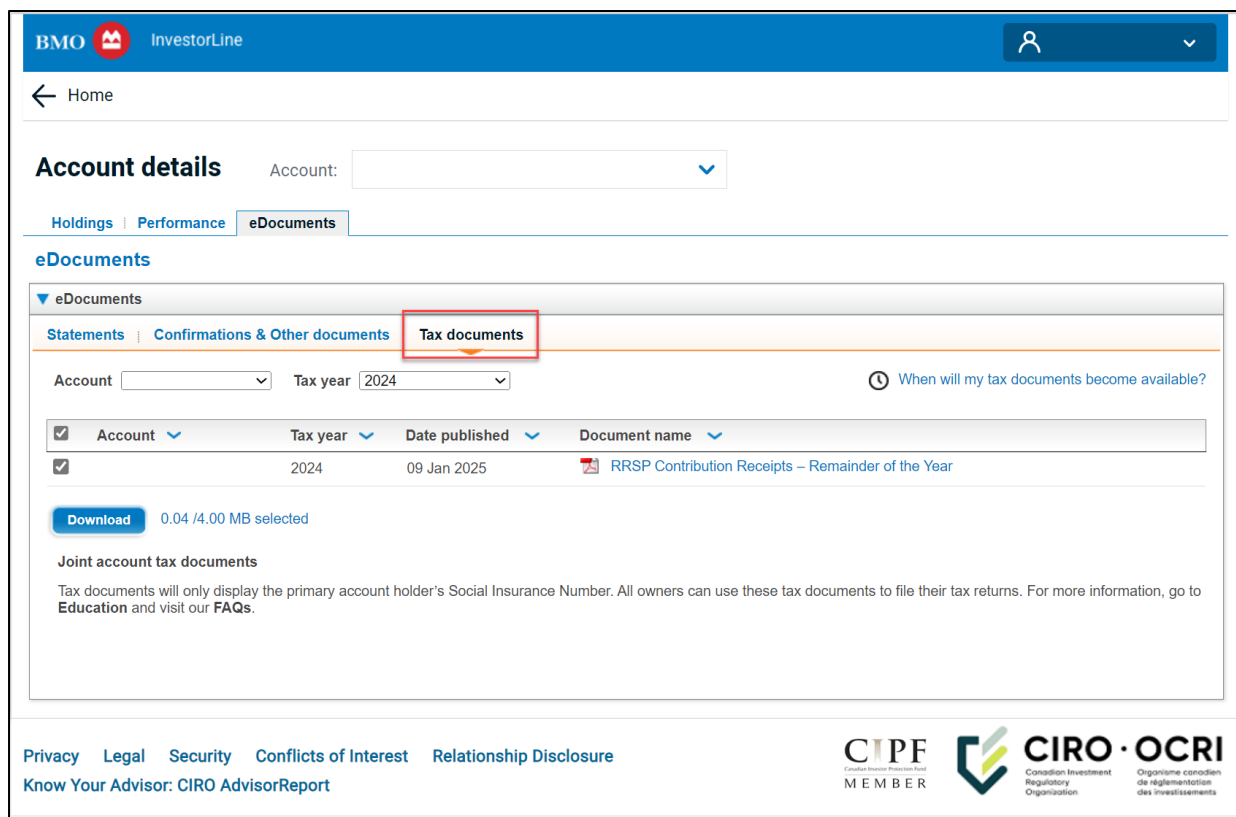 BMO InvestorLine
Home
Account details Account:
Holdings Performance eDocuments
eDocuments
eDocuments
Statements Confirmations & Other documents Tax documents
Account Tax year 2024 When will my tax documents become available?
Account Tax year Date published Document name
2024 09 Jan 2025 RRSP Contribution Receipts – Remainder of the Year
Download 0.04 /4.00 MB selected
Joint account tax documents
Tax documents will only display the primary account holder's Social Insurance Number. All owners can use these tax documents to file their tax returns. For more information, go to
Education and visit our FAQs.
Privacy Legal Security Conflicts of Interest Relationship Disclosure
Know Your Advisor: CIRO AdvisorReport
CIPF
Canadian Investor Protection Fund
MEMBER
CIRO · OCRI
Canadian Investment
Regulatory
Organization
Organisme canadien
de réglementation
des investissements